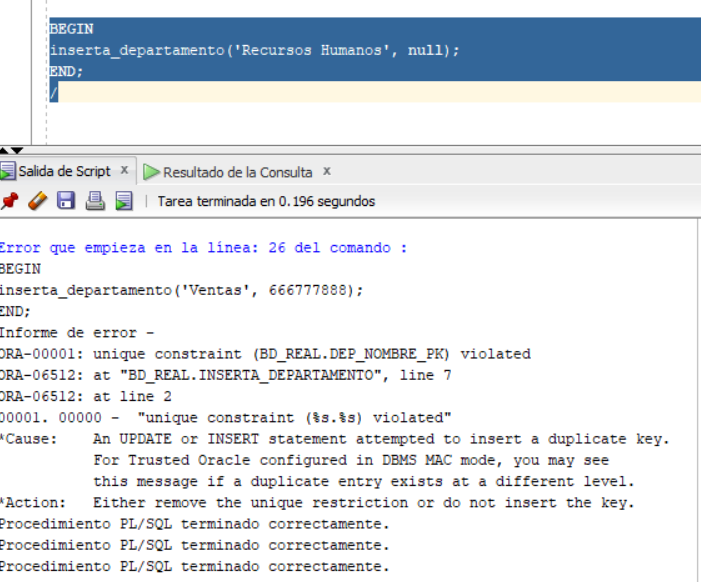 BEGIN
inserta_departamento('Recursos Humanos', null);
END;
/
Salida de Script x Resultado de la Consulta x
Tarea terminada en 0.196 segundos
Error que empieza en la línea: 26 del comando :
BEGIN
inserta_departamento('Ventas', 666777888);
END;
Informe de error -
ORA-00001: unique constraint (BD_REAL.DEP_NOMBRE_PK) violated
ORA-06512: at "BD_REAL.INSERTA_DEPARTAMENTO", line 7
ORA-06512: at line 2
00001. 00000 - "unique constraint (%s.%s) violated"
*Cause: An UPDATE or INSERT statement attempted to insert a duplicate key.
For Trusted Oracle configured in DBMS MAC mode, you may see
this message if a duplicate entry exists at a different level.
*Action: Either remove the unique restriction or do not insert the key.
Procedimiento PL/SQL terminado correctamente.
Procedimiento PL/SQL terminado correctamente.
Procedimiento PL/SQL terminado correctamente.